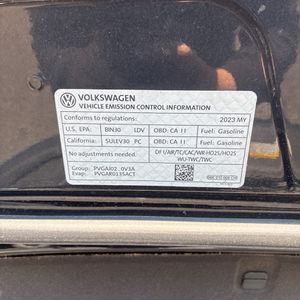 VOLKSWAGEN
VEHICLE EMISSION CONTROL INFORMATION
Conforms to regulations: 2023 MY
U.S. EPA: BIN30 LDV OBD: CA II Fuel: Gasoline
California: SULEV30 PC OBD: CA II Fuel: Gasoline
No adjustments needed. DFI/AIR/TC/CAC/WR-HO2S/HO2S
WU-TWC/TWC
Group: PVGAJ02.0V3A
Evap: PVGAR0135ACT